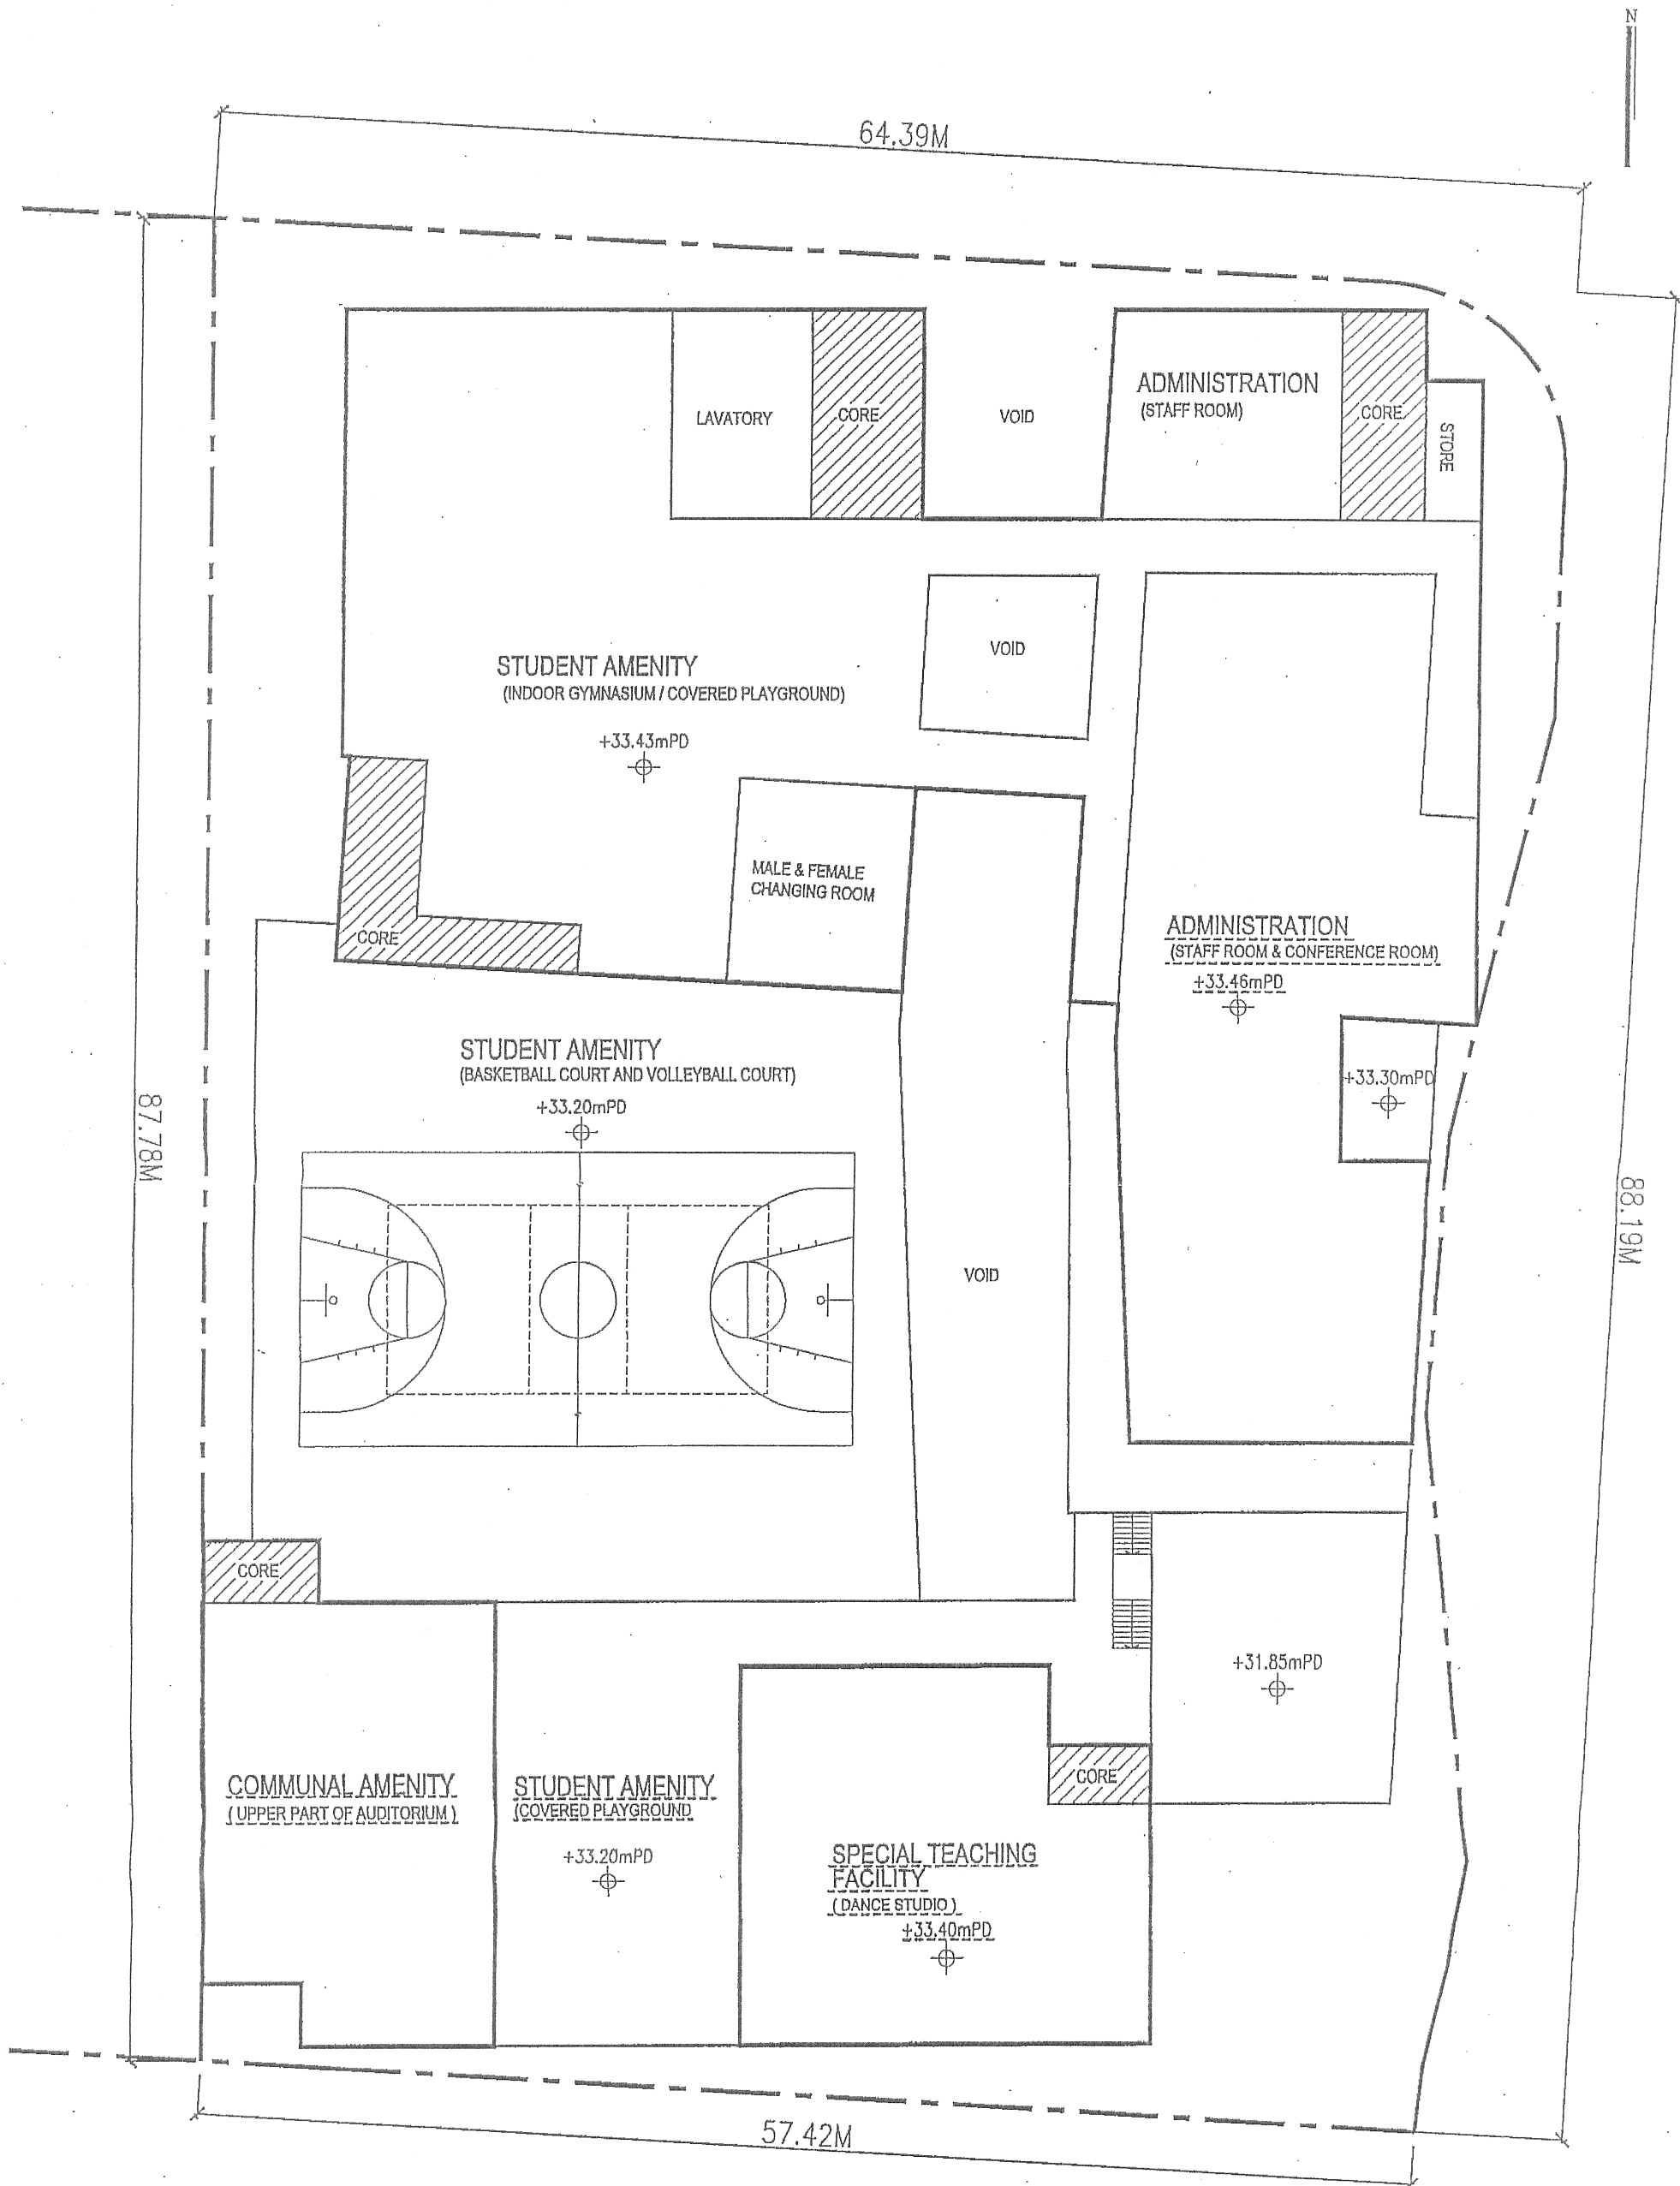 N
64.39M
ADMINISTRATION
(STAFF ROOM)
LAVATORY
CORE
VOID
CORE
STORE
VOID
STUDENT AMENITY
(INDOOR GYMNASIUM / COVERED PLAYGROUND)
+33.43mPD
MALE & FEMALE
CHANGING ROOM
CORE
ADMINISTRATION
(STAFF ROOM & CONFERENCE ROOM)
+33.46mPD
STUDENT AMENITY
(BASKETBALL COURT AND VOLLEYBALL COURT)
+33.20mPD
+33.30mPD
87.78M
88.19M
VOID
CORE
+31.85mPD
COMMUNAL AMENITY
( UPPER PART OF AUDITORIUM )
STUDENT AMENITY
(COVERED PLAYGROUND
+33.20mPD
CORE
SPECIAL TEACHING
FACILITY
( DANCE STUDIO )
+33.40mPD
57.42M